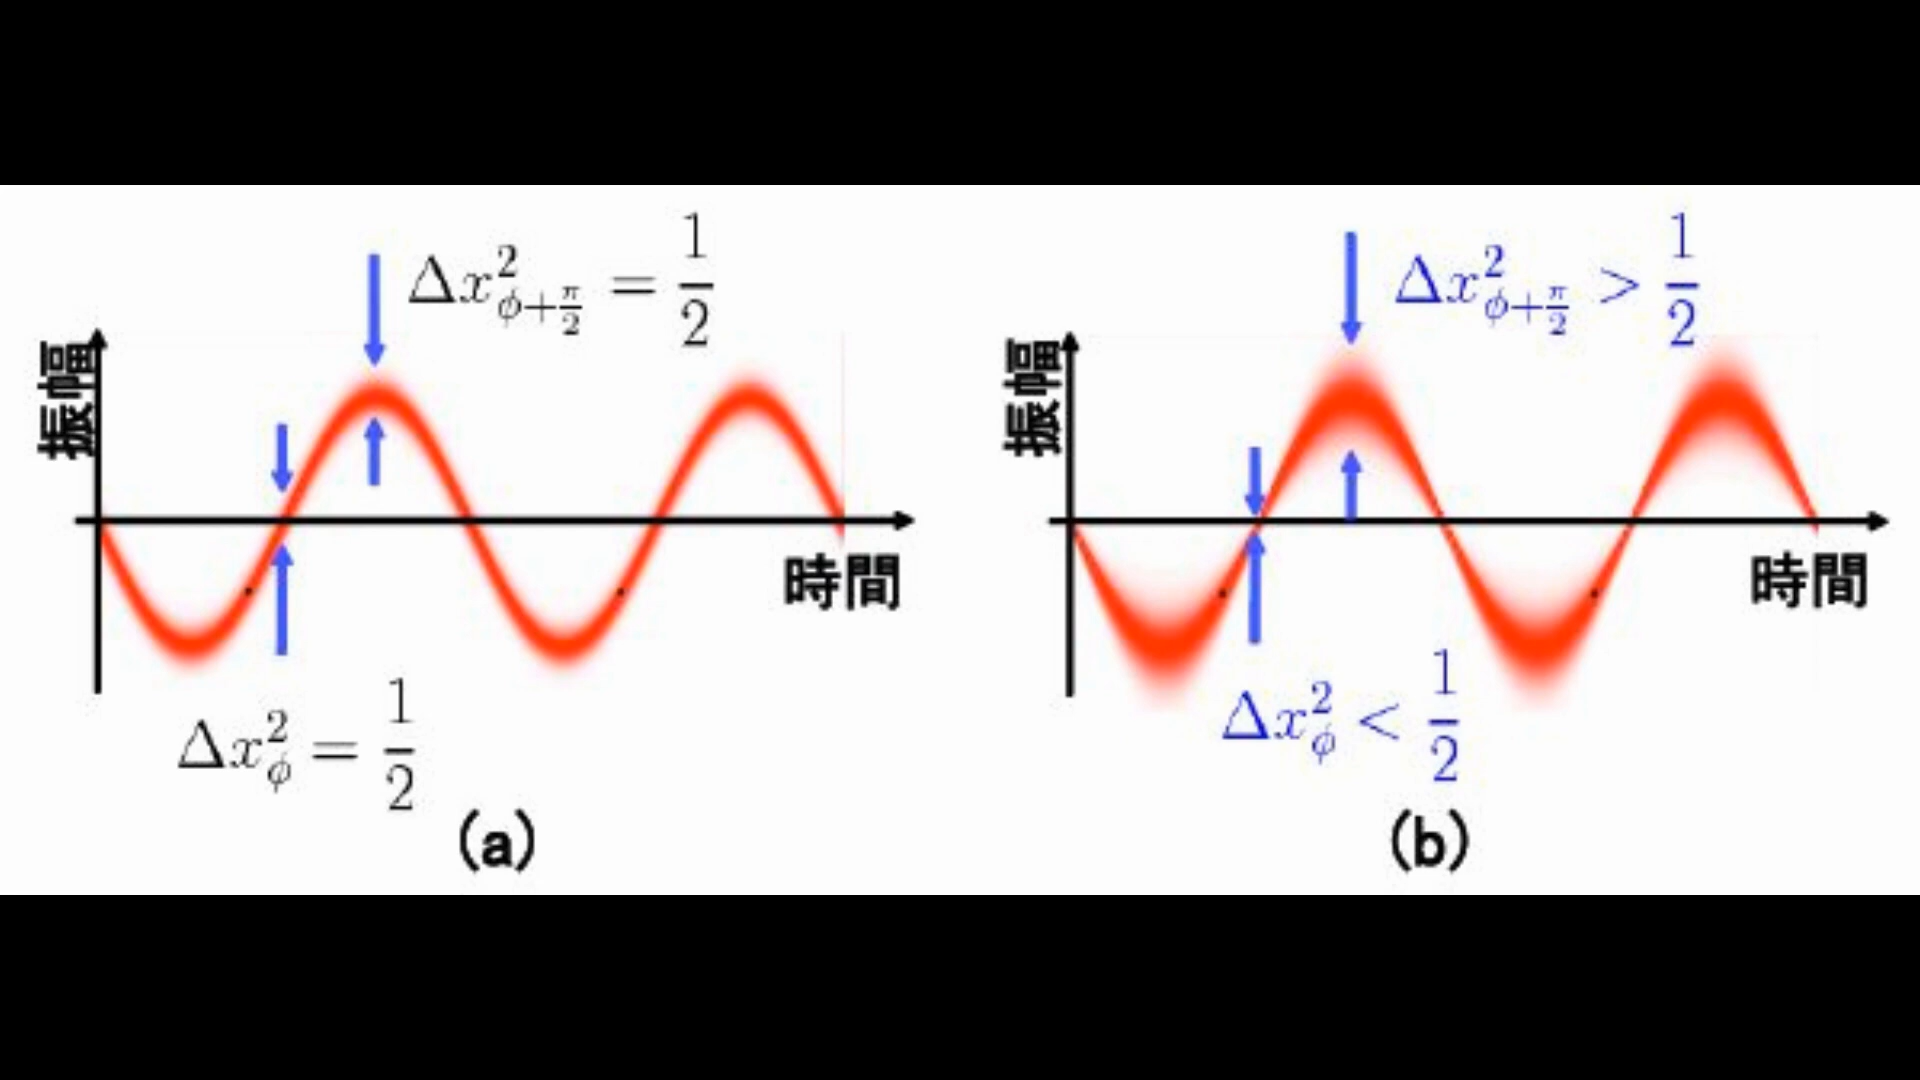 Δx²_{ϕ+π/2} = 1/2
振幅
時間
Δx²_ϕ = 1/2
(a)
Δx²_{ϕ+π/2} > 1/2
振幅
時間
Δx²_ϕ < 1/2
(b)